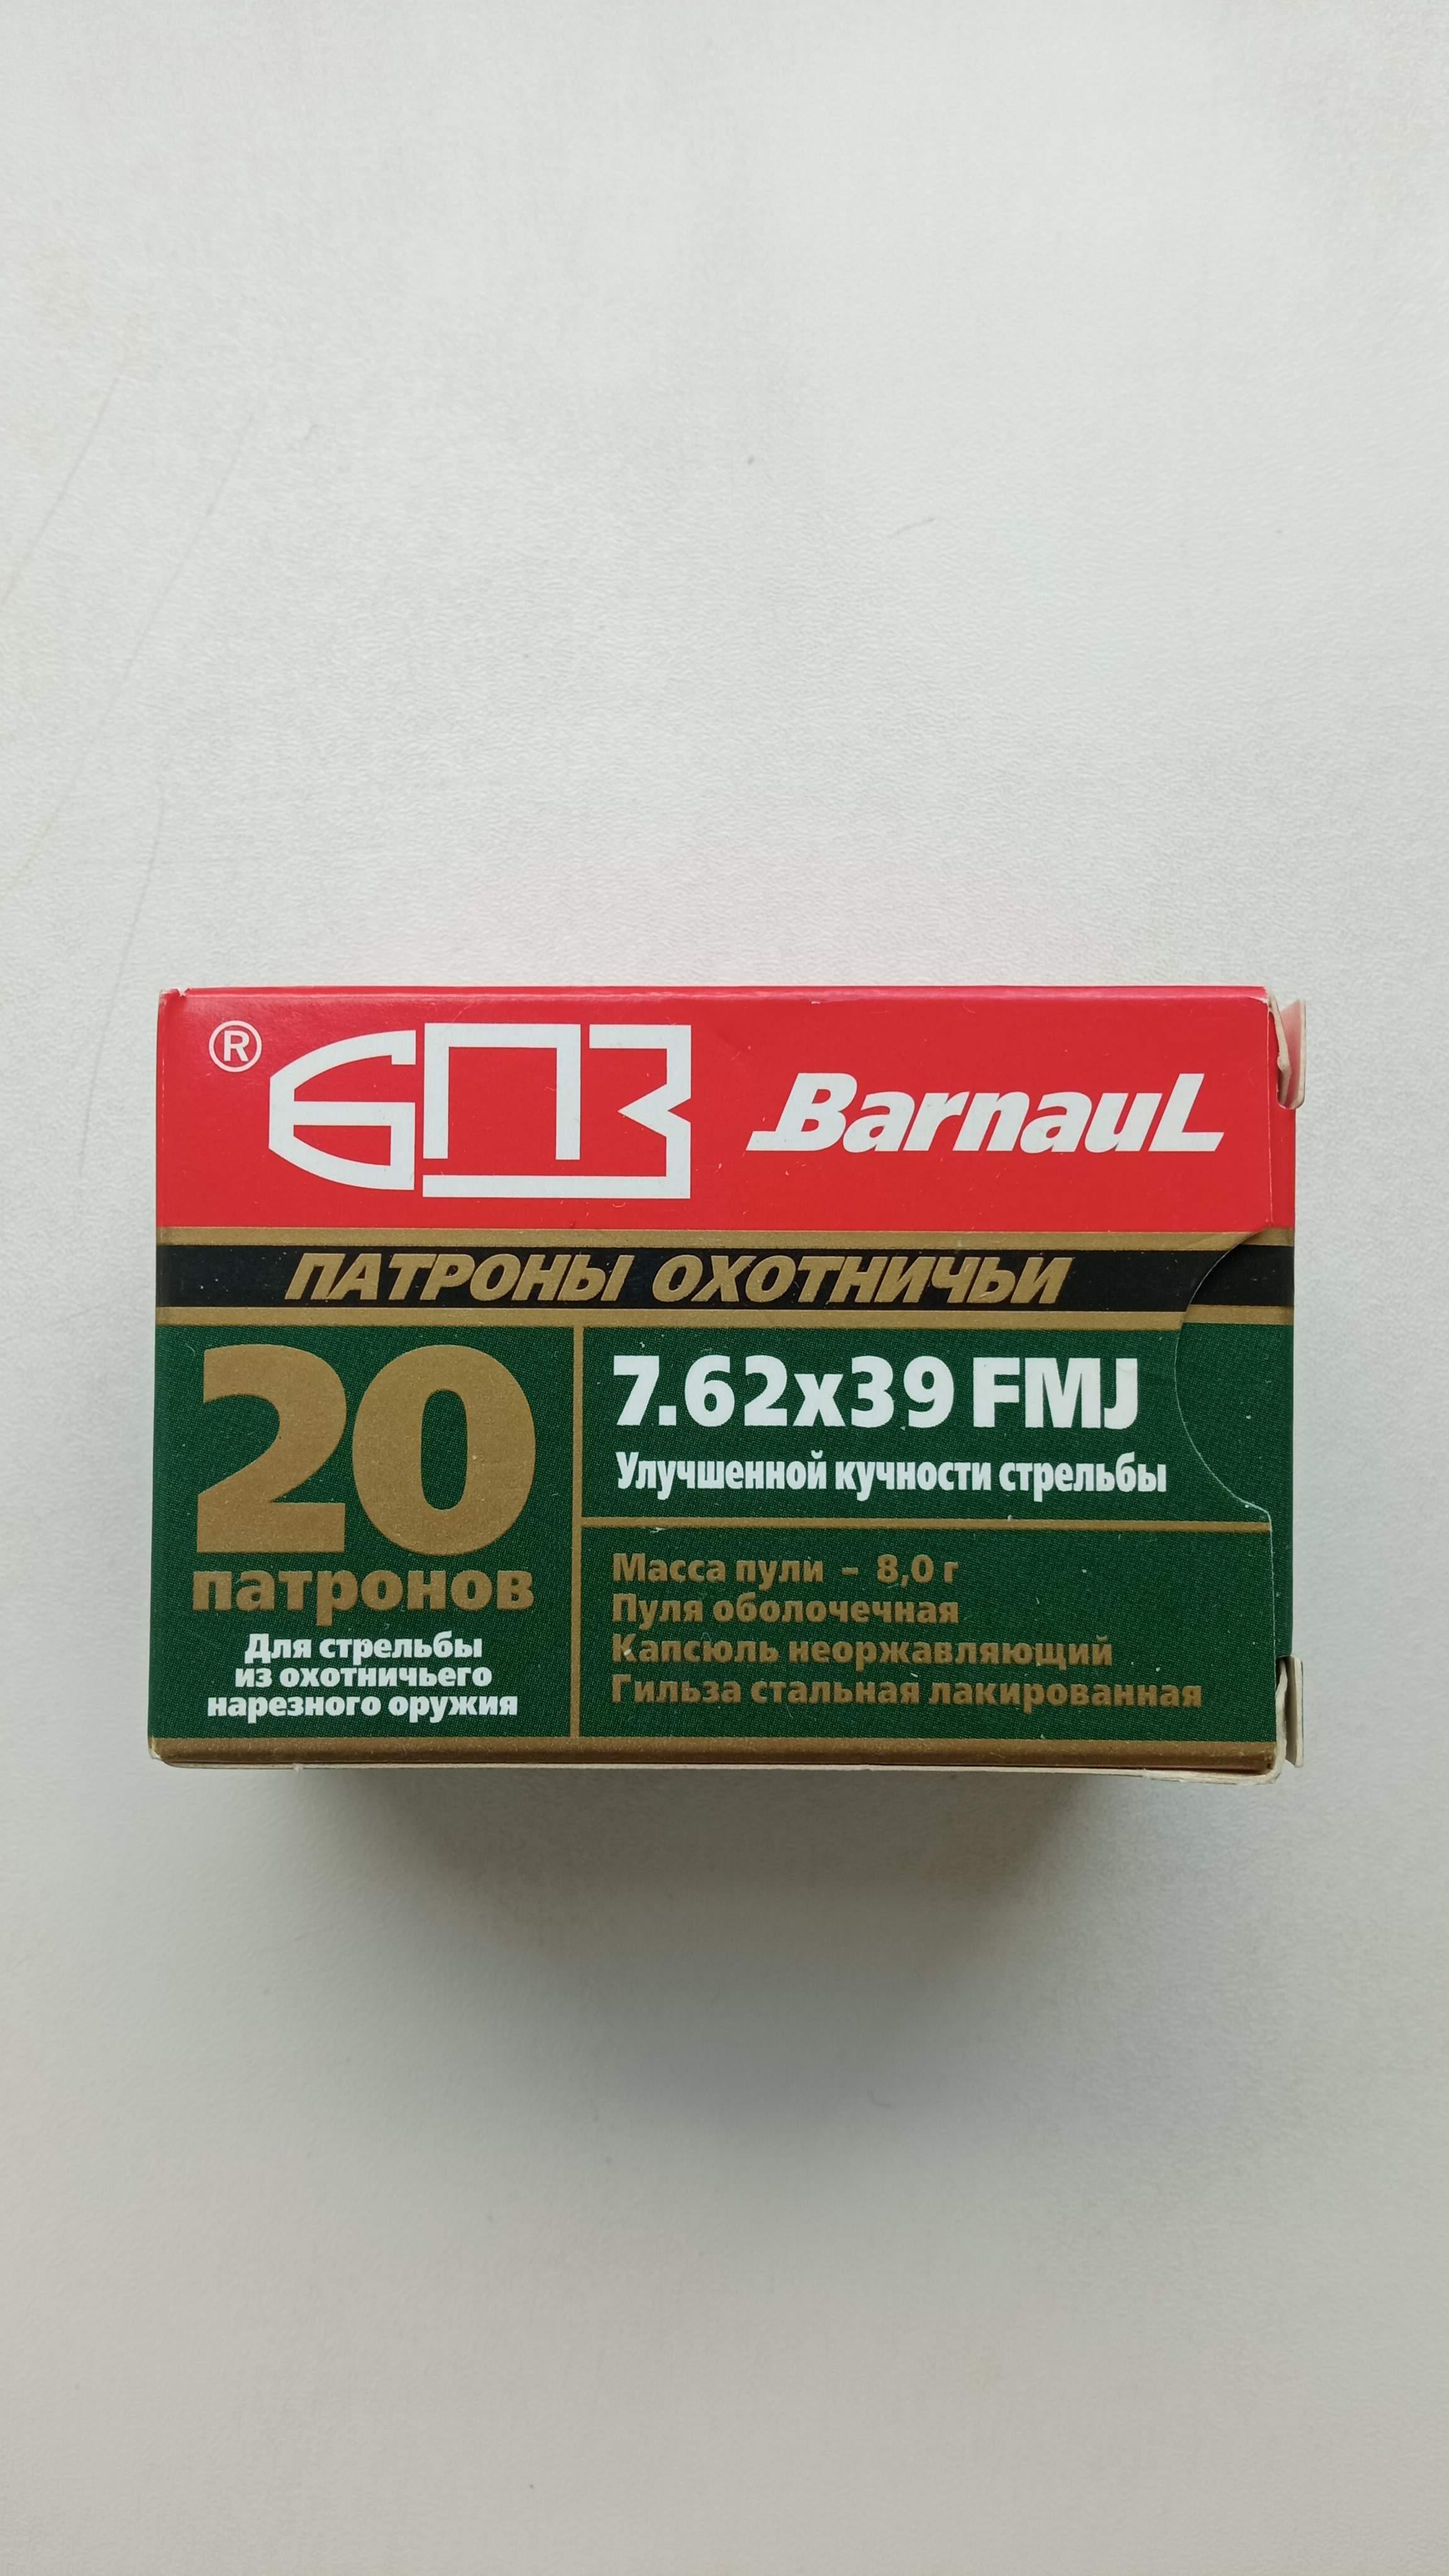 ® БПЗ BarnauL
ПАТРОНЫ ОХОТНИЧЬИ
20
патронов
Для стрельбы
из охотничьего
нарезного оружия
7.62x39 FMJ
Улучшенной кучности стрельбы
Масса пули – 8,0 г
Пуля оболочечная
Капсюль неоржавляющий
Гильза стальная лакированная